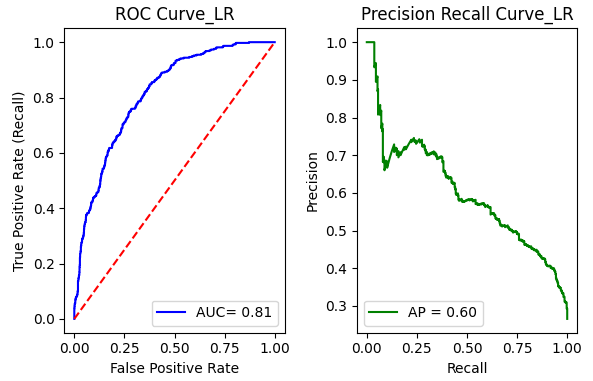 ROC Curve_LR
True Positive Rate (Recall)
1.0
0.8
0.6
0.4
0.2
0.0
AUC= 0.81
0.00 0.25 0.50 0.75 1.00
False Positive Rate
Precision Recall Curve_LR
Precision
1.0
0.9
0.8
0.7
0.6
0.5
0.4
0.3
AP = 0.60
0.00 0.25 0.50 0.75 1.00
Recall